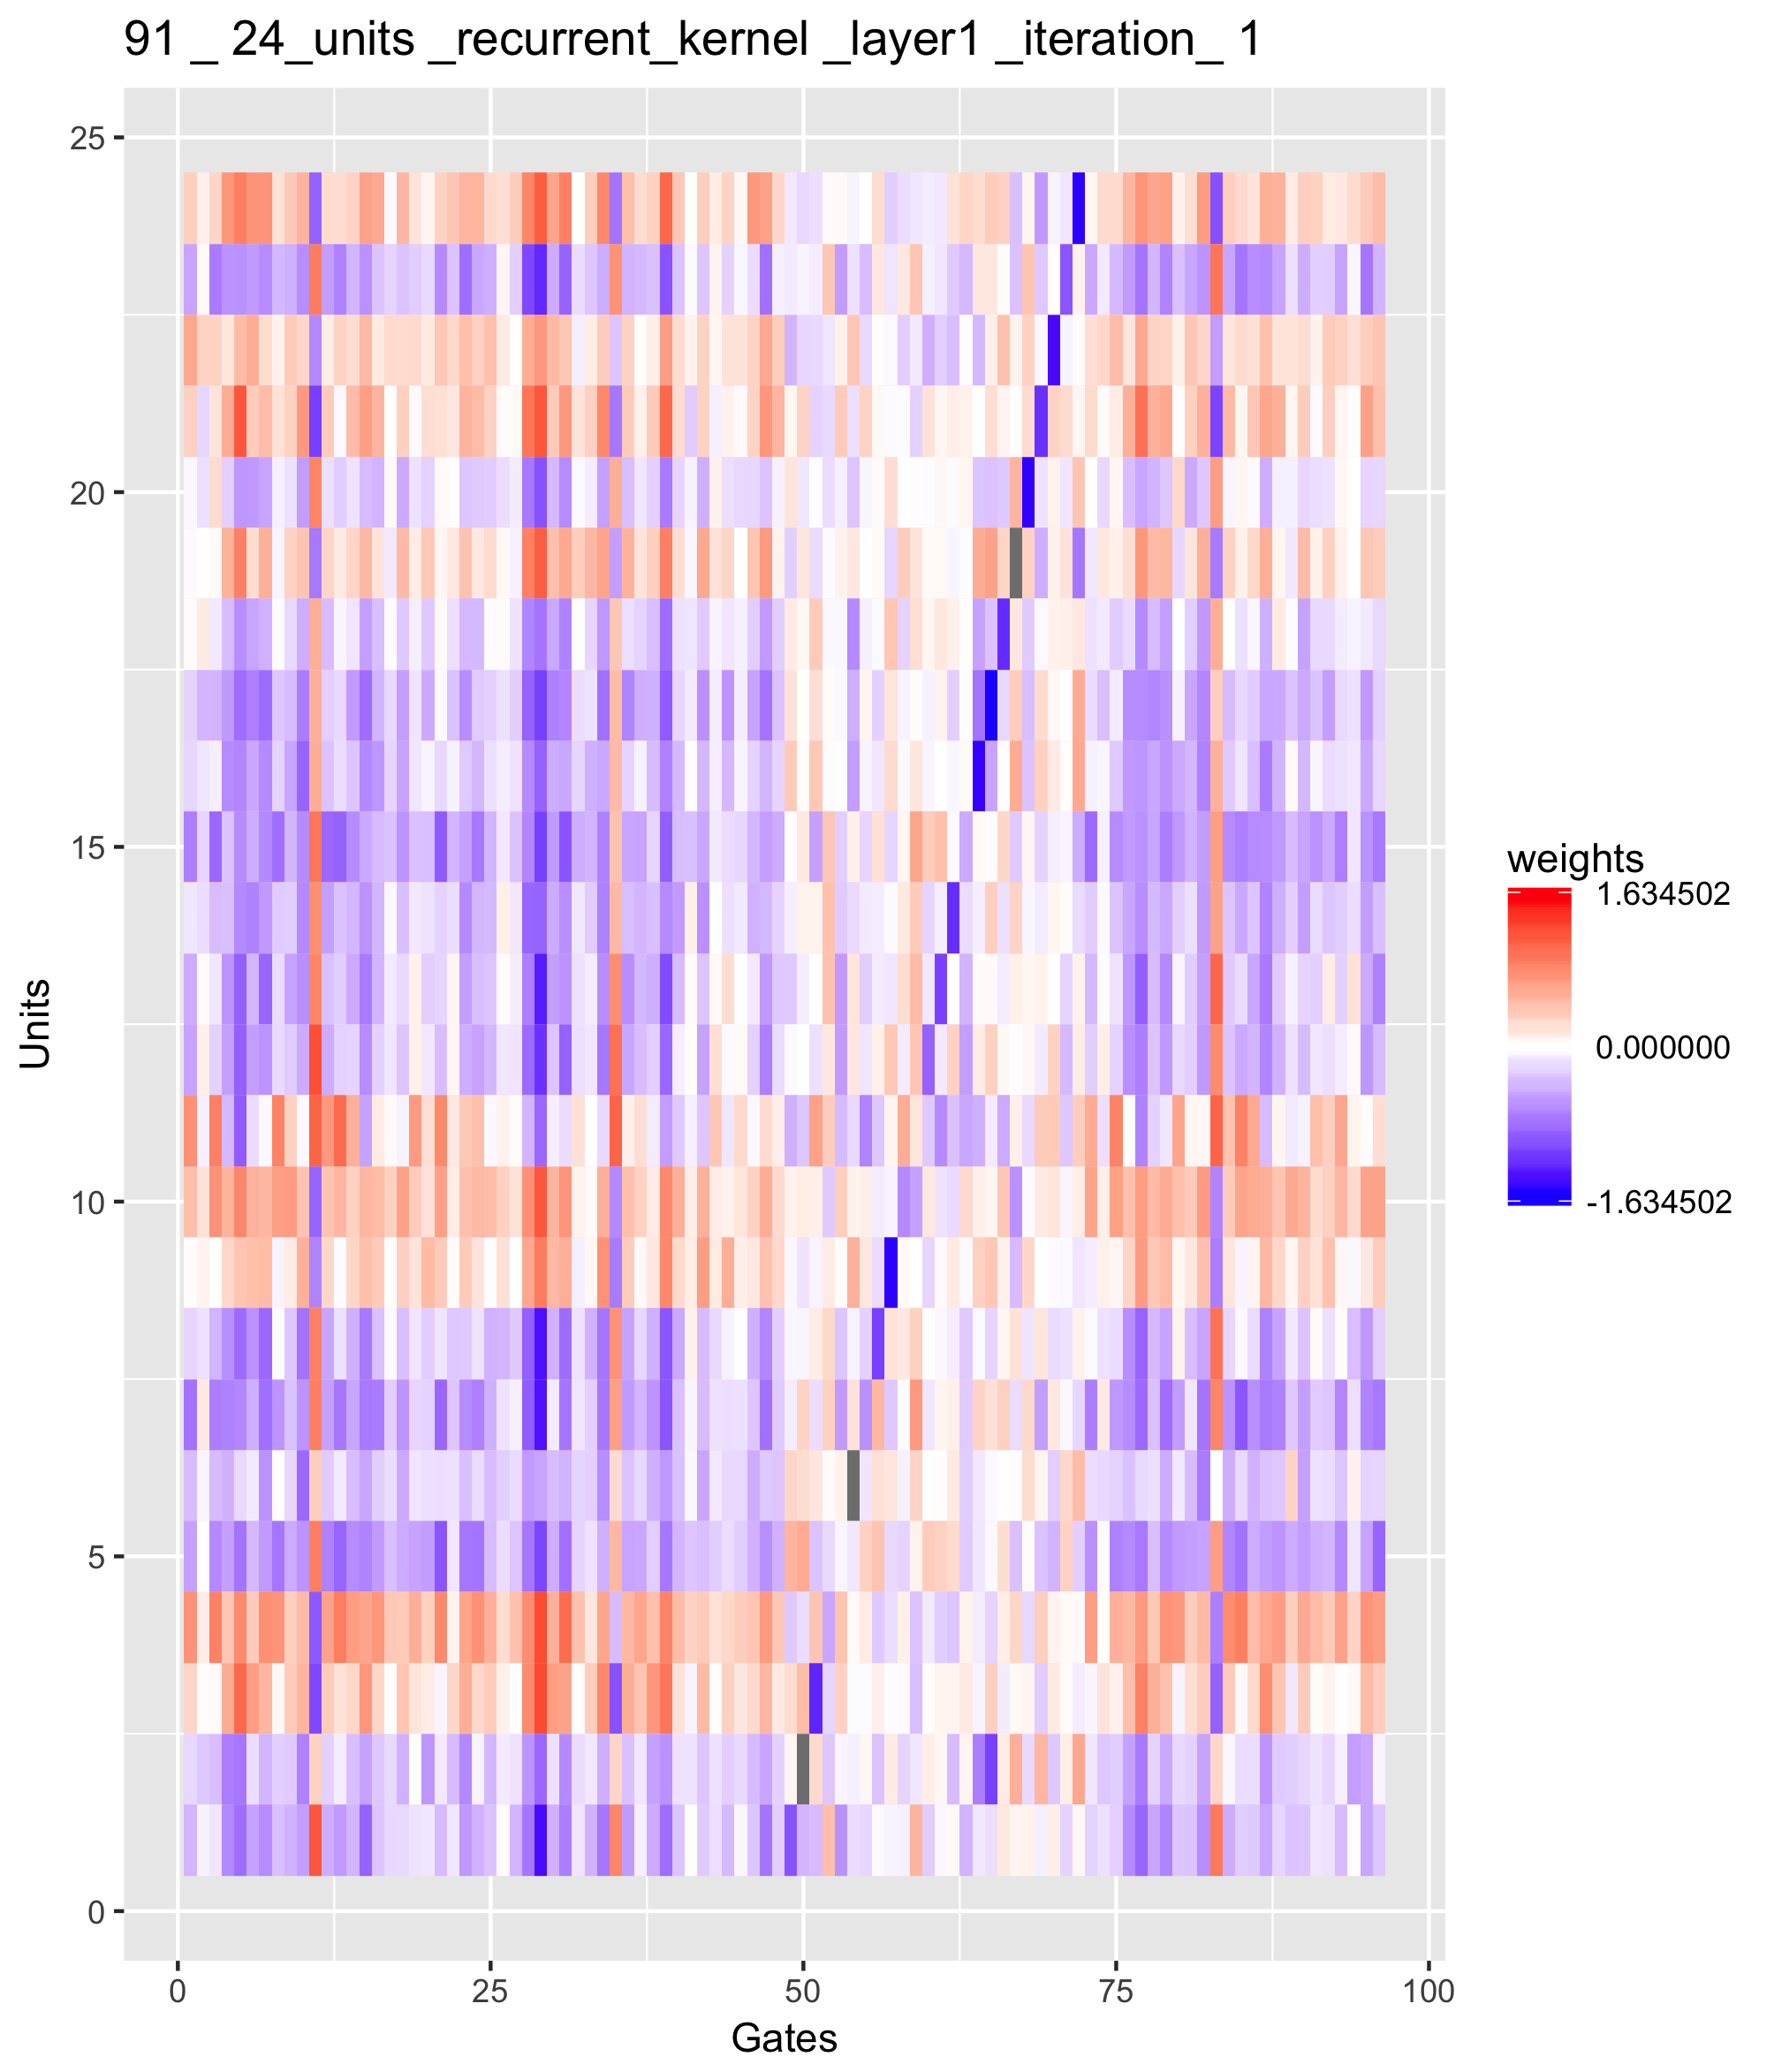 91 _ 24_units _recurrent_kernel _layer1 _iteration_ 1
25
20
15
10
5
0
Units
0 25 50 75 100
Gates
weights
1.634502
0.000000
-1.634502